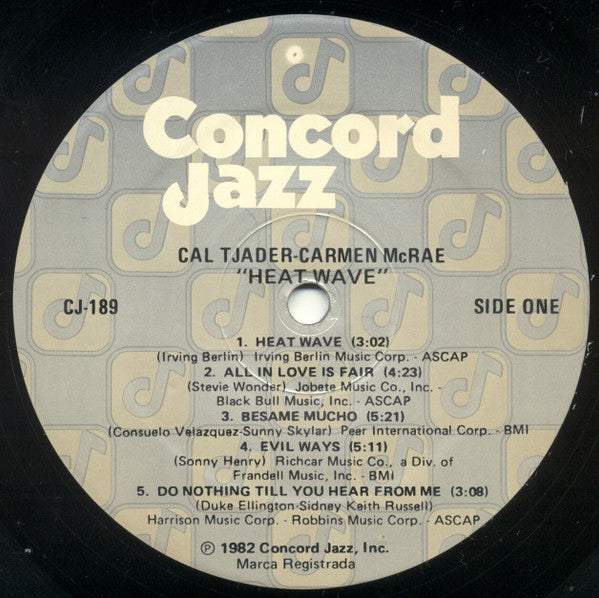 Concord
Jazz
CAL TJADER-CARMEN McRAE
"HEAT WAVE"
CJ-189
SIDE ONE
1. HEAT WAVE (3:02)
(Irving Berlin) Irving Berlin Music Corp. - ASCAP
2. ALL IN LOVE IS FAIR (4:23)
(Stevie Wonder) Jobete Music Co., Inc. -
Black Bull Music, Inc. - ASCAP
3. BESAME MUCHO (5:21)
(Consuelo Velazquez-Sunny Skylar) Peer International Corp. - BMI
4. EVIL WAYS (5:11)
(Sonny Henry) Richcar Music Co., a Div. of
Frandell Music, Inc. - BMI
5. DO NOTHING TILL YOU HEAR FROM ME (3:08)
(Duke Ellington-Sidney Keith Russell)
Harrison Music Corp. - Robbins Music Corp. - ASCAP
℗ 1982 Concord Jazz, Inc.
Marca Registrada